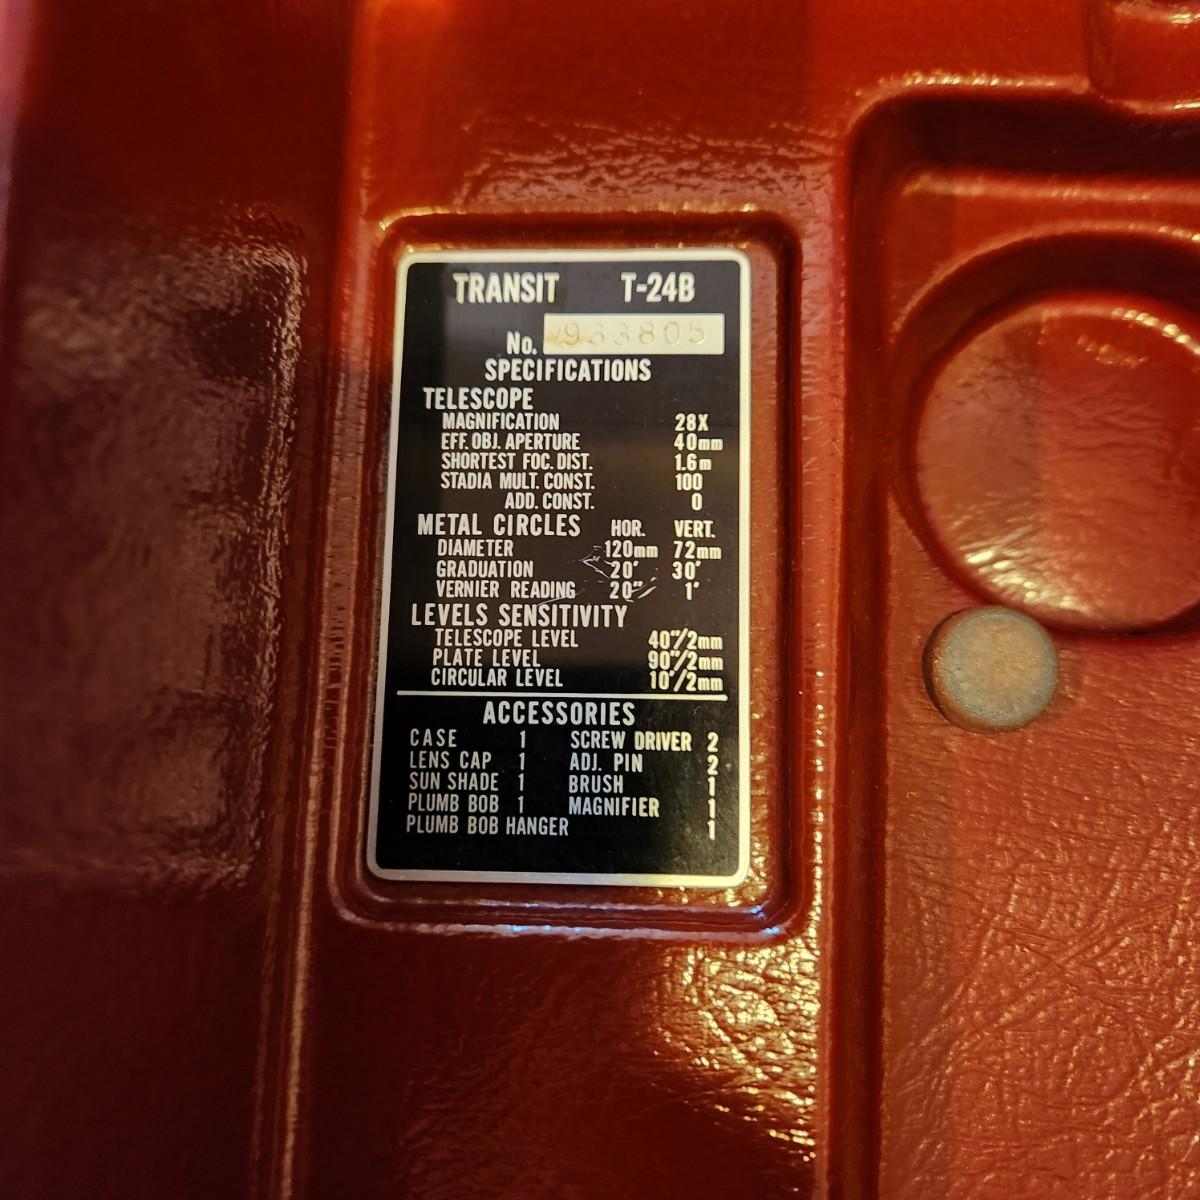 TRANSIT T-24B
No. 933805
SPECIFICATIONS
TELESCOPE
MAGNIFICATION 28X
EFF. OBJ. APERTURE 40mm
SHORTEST FOC. DIST. 1.6m
STADIA MULT. CONST. 100
ADD. CONST. 0
METAL CIRCLES HOR. VERT.
DIAMETER 120mm 72mm
GRADUATION 20' 30'
VERNIER READING 20" 1'
LEVELS SENSITIVITY
TELESCOPE LEVEL 40"/2mm
PLATE LEVEL 90"/2mm
CIRCULAR LEVEL 10'/2mm
ACCESSORIES
CASE 1 SCREW DRIVER 2
LENS CAP 1 ADJ. PIN 2
SUN SHADE 1 BRUSH 1
PLUMB BOB 1 MAGNIFIER 1
PLUMB BOB HANGER 1